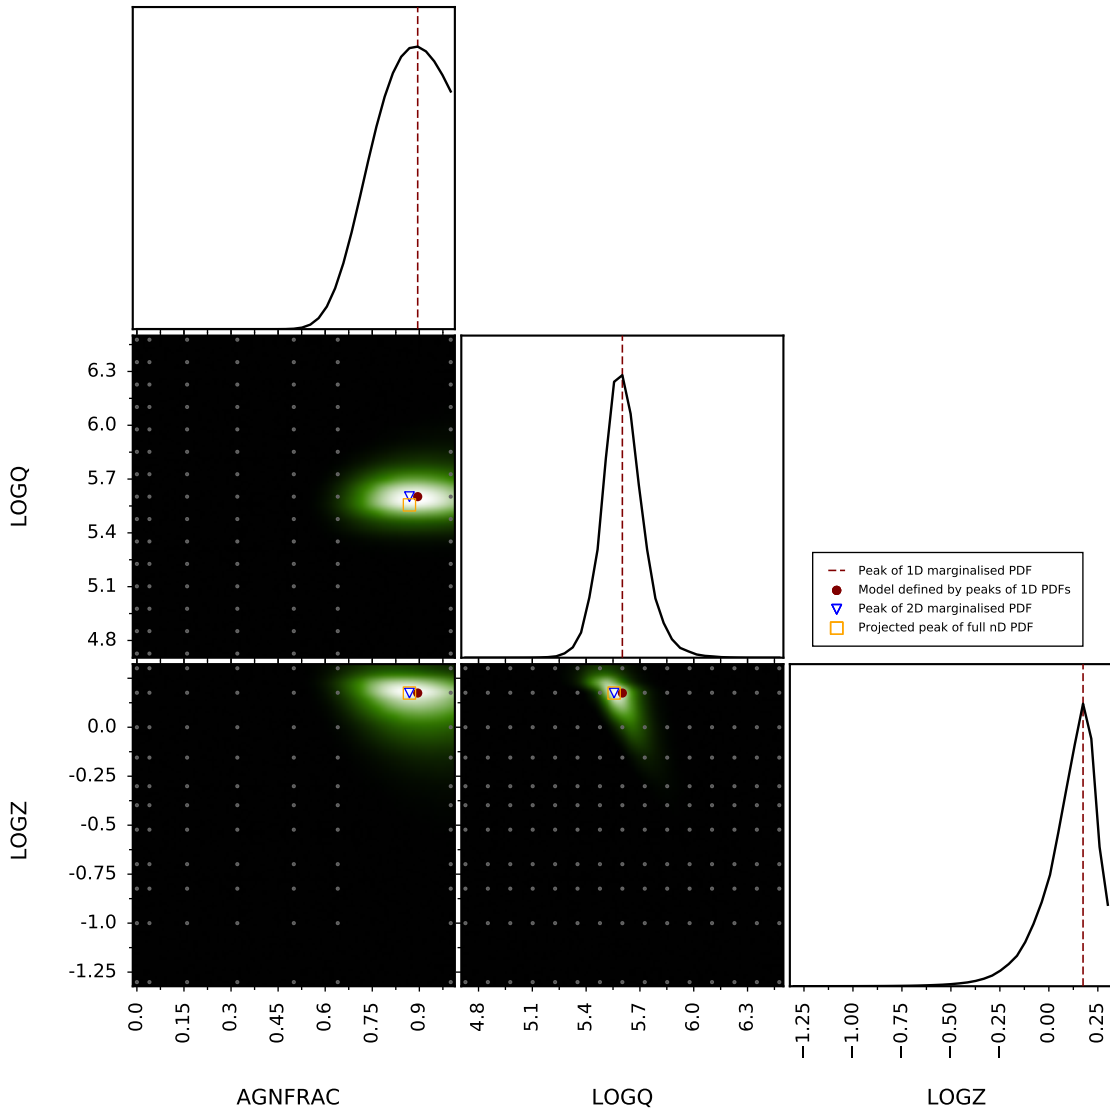 LOGQ
6.3
6.0
5.7
5.4
5.1
4.8
Peak of 1D marginalised PDF
Model defined by peaks of 1D PDFs
Peak of 2D marginalised PDF
Projected peak of full nD PDF
LOGZ
0.0
-0.25
-0.5
-0.75
-1.0
-1.25
0.0 0.15 0.3 0.45 0.6 0.75 0.9
4.8 5.1 5.4 5.7 6.0 6.3
−1.25 −1.00 −0.75 −0.50 −0.25 0.00 0.25
AGNFRAC LOGQ LOGZ